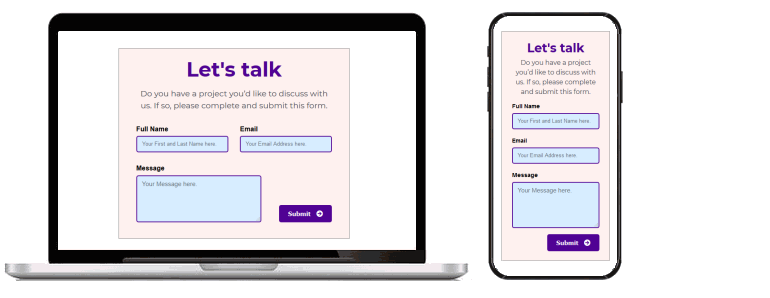 Let's talk
Do you have a project you'd like to discuss with
us. If so, please complete and submit this form.
Full Name
Email
Your First and Last Name here.
Your Email Address here
Message
Your Message here
Submit
Let's talk
Do you have a project
you'd like to discuss with
us. If so, please complete
and submit this form.
Full Name
Your First and Last Name here.
Email
Your Email Address here
Message
Your Message here
Submit